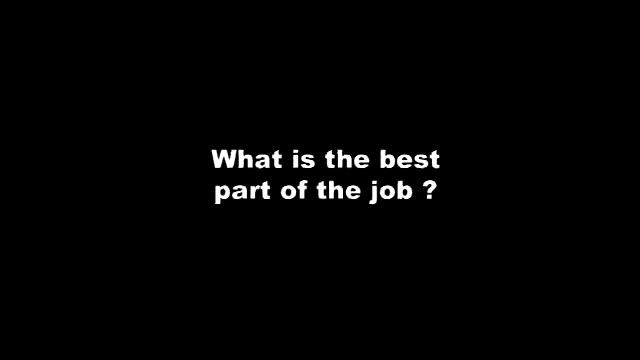 What is the best
part of the job ?